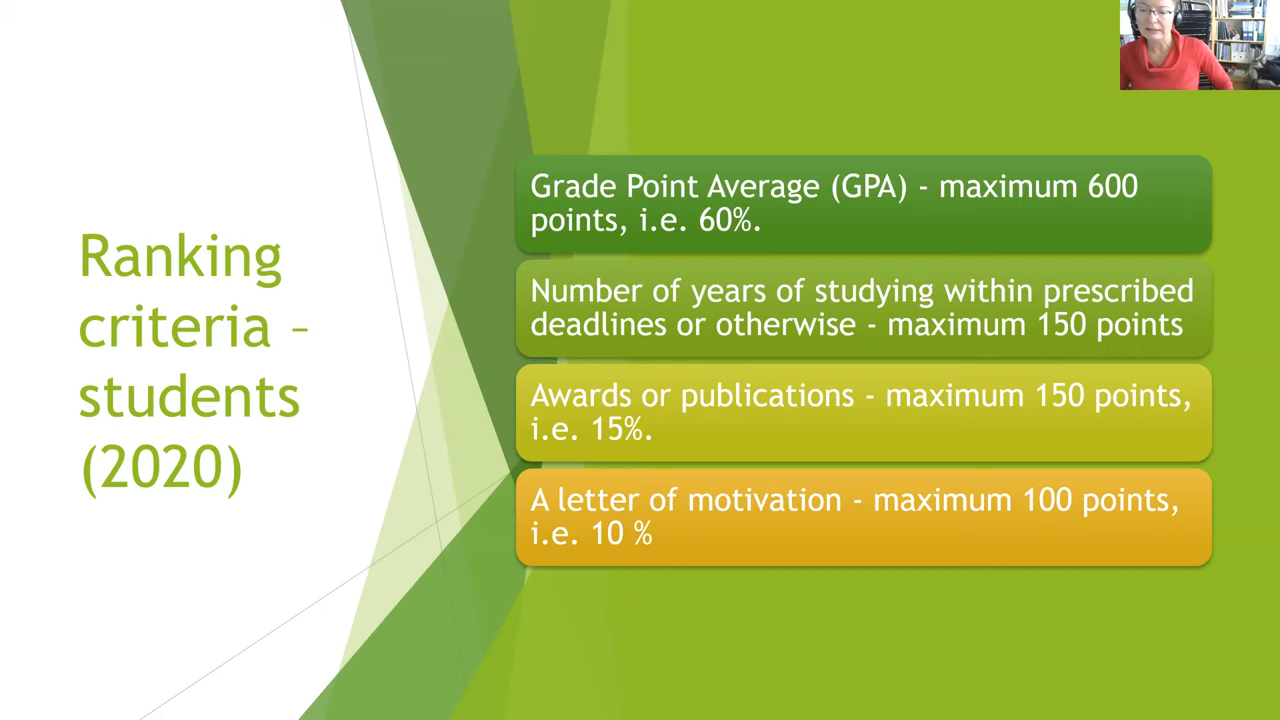 Ranking
criteria –
students
(2020)
Grade Point Average (GPA) - maximum 600
points, i.e. 60%.
Number of years of studying within prescribed
deadlines or otherwise - maximum 150 points
Awards or publications - maximum 150 points,
i.e. 15%.
A letter of motivation - maximum 100 points,
i.e. 10 %